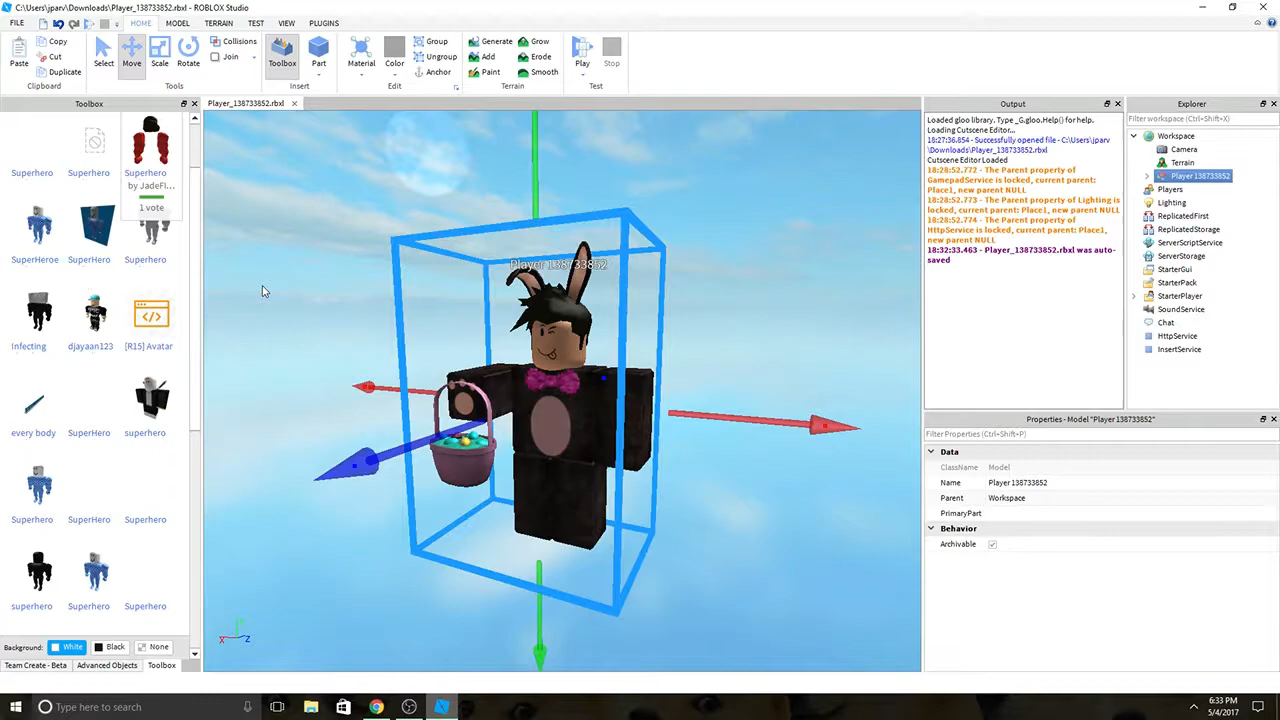 C:\Users\jparv\Downloads\Player_138733852.rbxl - ROBLOX Studio
FILE HOME MODEL TERRAIN TEST VIEW PLUGINS
Copy Collisions Group Generate Grow
Cut Join Ungroup Add Erode
Paste Duplicate Select Move Scale Rotate Toolbox Part Material Color Anchor Paint Smooth Play Stop
Clipboard Tools Insert Edit Terrain Test
Toolbox
Player_138733852.rbxl
Superhero Superhero Superhero
by JadeFl...
1 vote
SuperHeroe Superhero Superhero
Infecting djayaan123 [R15] Avatar
every body SuperHero superhero
Superhero SuperHero Superhero
superhero Superhero Superhero
Background: White Black None
Team Create - Beta Advanced Objects Toolbox
Player 138733852
Output
Loaded gloo library. Type _G.gloo.Help() for help.
Loading Cutscene Editor...
18:27:36.854 - Successfully opened file - C:\Users\jparv
\Downloads\Player_138733852.rbxl
Cutscene Editor Loaded
18:28:52.772 - The Parent property of
GamepadService is locked, current parent:
Place1, new parent NULL
18:28:52.773 - The Parent property of Lighting is
locked, current parent: Place1, new parent NULL
18:28:52.774 - The Parent property of
HttpService is locked, current parent: Place1,
new parent NULL
18:32:33.463 - Player_138733852.rbxl was auto-
saved
Explorer
Filter workspace (Ctrl+Shift+X)
Workspace
Camera
Terrain
Player 138733852
Players
Lighting
ReplicatedFirst
ReplicatedStorage
ServerScriptService
ServerStorage
StarterGui
StarterPack
StarterPlayer
SoundService
Chat
HttpService
InsertService
Properties - Model "Player 138733852"
Filter Properties (Ctrl+Shift+P)
Data
ClassName Model
Name Player 138733852
Parent Workspace
PrimaryPart
Behavior
Archivable
Type here to search
6:33 PM
5/4/2017